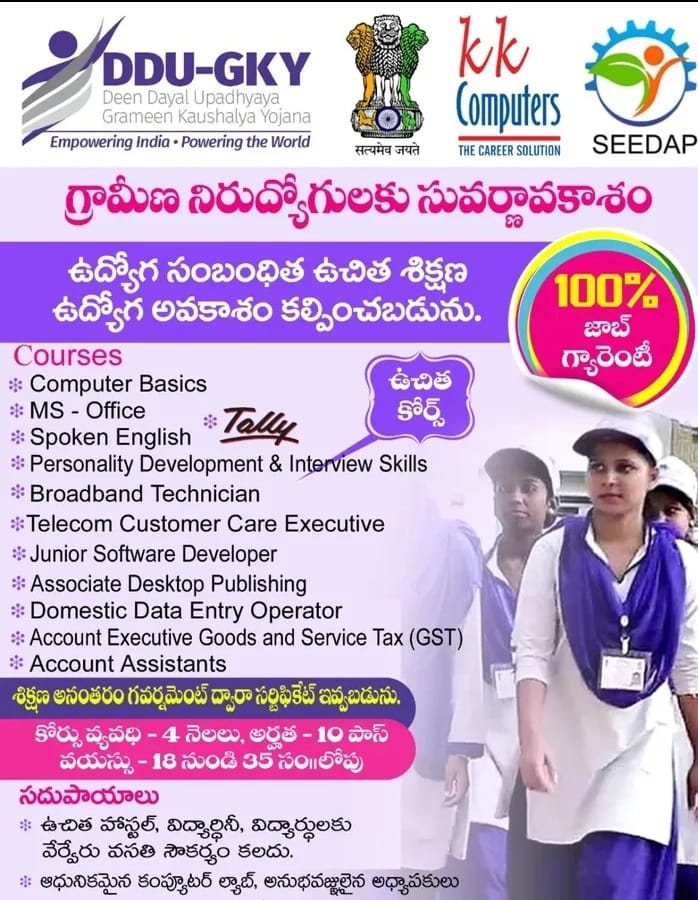 DDU-GKY
Deen Dayal Upadhyaya
Grameen Kaushalya Yojana
Empowering India • Powering the World
सत्यमेव जयते
kk
Computers
THE CAREER SOLUTION
SEEDAP
గ్రామీణ నిరుద్యోగులకు సువర్ణావకాశం
ఉద్యోగ సంబంధిత ఉచిత శిక్షణ
ఉద్యోగ అవకాశం కల్పించబడును.
100%
జాబ్
గ్యారెంటీ
Courses
ఉచిత
కోర్స్
❇ Computer Basics
❇ MS - Office
❇ Tally
❇ Spoken English
❇ Personality Development & Interview Skills
❇ Broadband Technician
❇ Telecom Customer Care Executive
❇ Junior Software Developer
❇ Associate Desktop Publishing
❇ Domestic Data Entry Operator
❇ Account Executive Goods and Service Tax (GST)
❇ Account Assistants
శిక్షణ అనంతరం గవర్నమెంట్ ద్వారా సర్టిఫికేట్ ఇవ్వబడును.
కోర్సు వ్యవధి - 4 నెలలు, అర్హత - 10 పాస్
వయస్సు - 18 నుండి 35 సం॥లోపు
సదుపాయాలు
❇ ఉచిత హాస్టల్, విద్యార్ధినీ, విద్యార్ధులకు
వేర్వేరు వసతి సౌకర్యం కలదు.
❇ ఆధునికమైన కంప్యూటర్ ల్యాబ్, అనుభవజ్ఞులైన అధ్యాపకులు